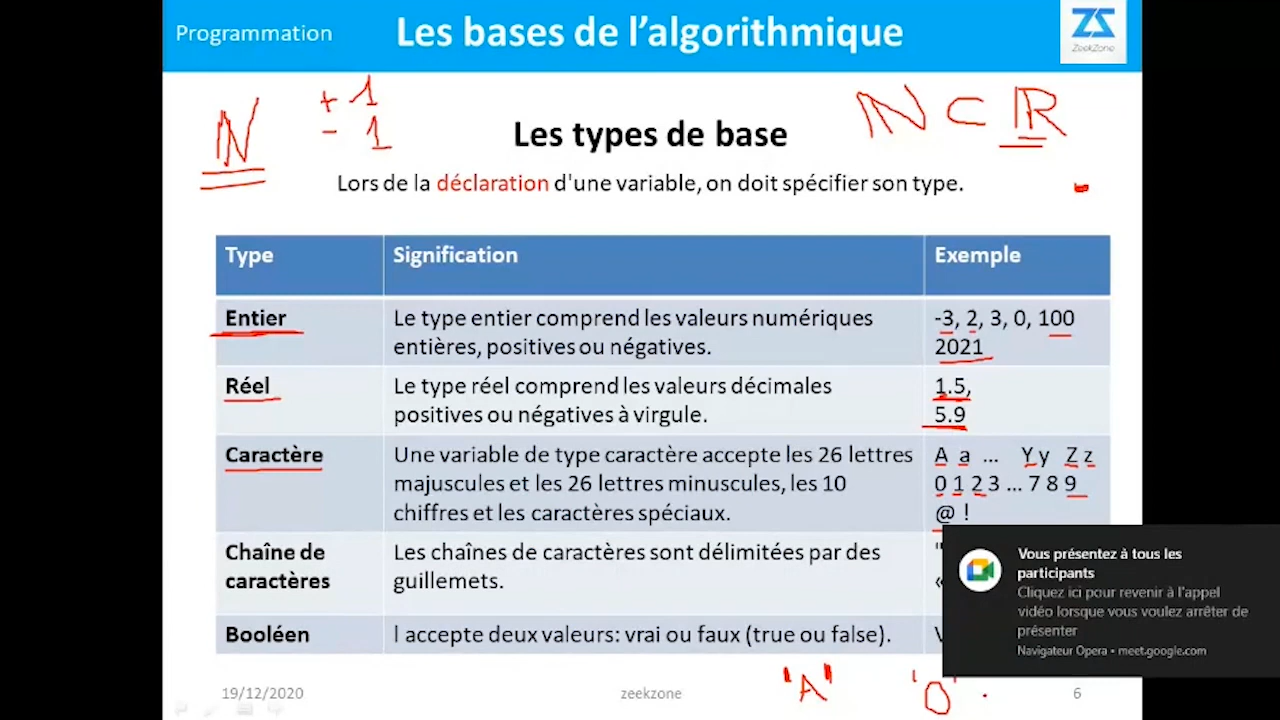 Programmation
Les bases de l’algorithmique
ZS
ZeekZone
N
+1
- 1
N ⊂ R
Les types de base
Lors de la déclaration d'une variable, on doit spécifier son type.
Type Signification Exemple
Entier
Le type entier comprend les valeurs numériques
entières, positives ou négatives.
-3, 2, 3, 0, 100
2021
Réel
Le type réel comprend les valeurs décimales
positives ou négatives à virgule.
1.5,
5.9
Caractère
Une variable de type caractère accepte les 26 lettres
majuscules et les 26 lettres minuscules, les 10
chiffres et les caractères spéciaux.
A a ... Y y Z z
0 1 2 3 ... 7 8 9
@ !
Chaîne de
caractères
Les chaînes de caractères sont délimitées par des
guillemets.
"
«
Booléen
l accepte deux valeurs: vrai ou faux (true ou false).
Vous présentez à tous les
participants
Cliquez ici pour revenir à l'appel
vidéo lorsque vous voulez arrêter de
présenter
Navigateur Opera • meet.google.com
'A' '0'
19/12/2020 zeekzone 6